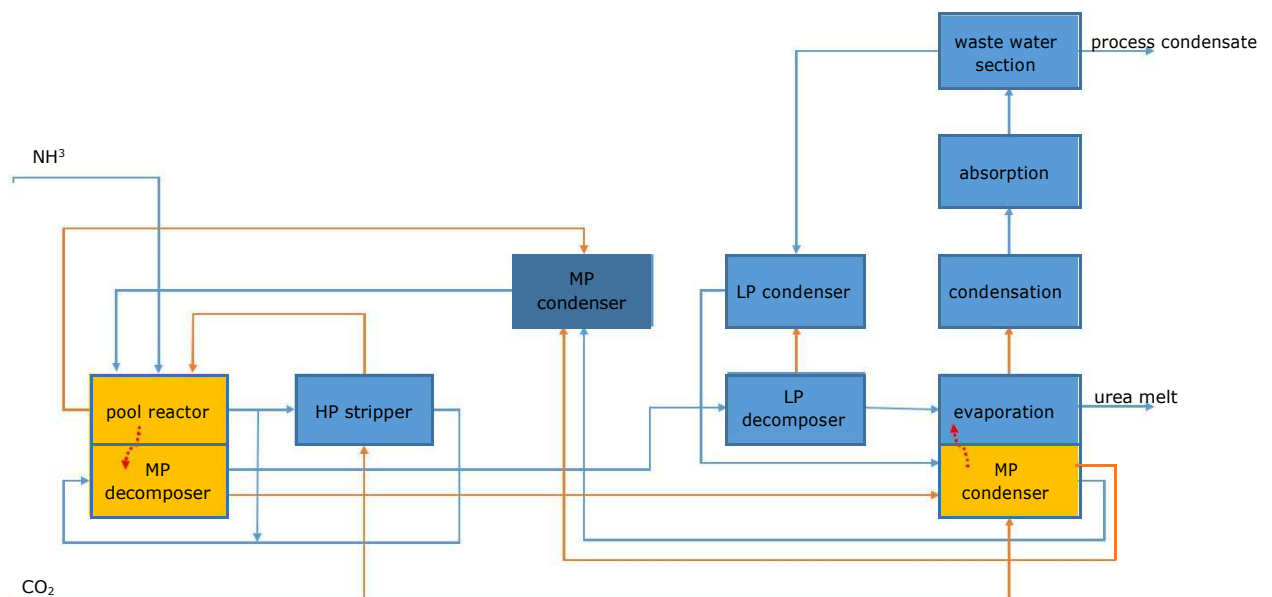 waste water
section
process condensate
absorption
NH³
MP
condenser
LP condenser
condensation
pool reactor
HP stripper
LP
decomposer
evaporation
urea melt
MP
decomposer
MP
condenser
CO₂